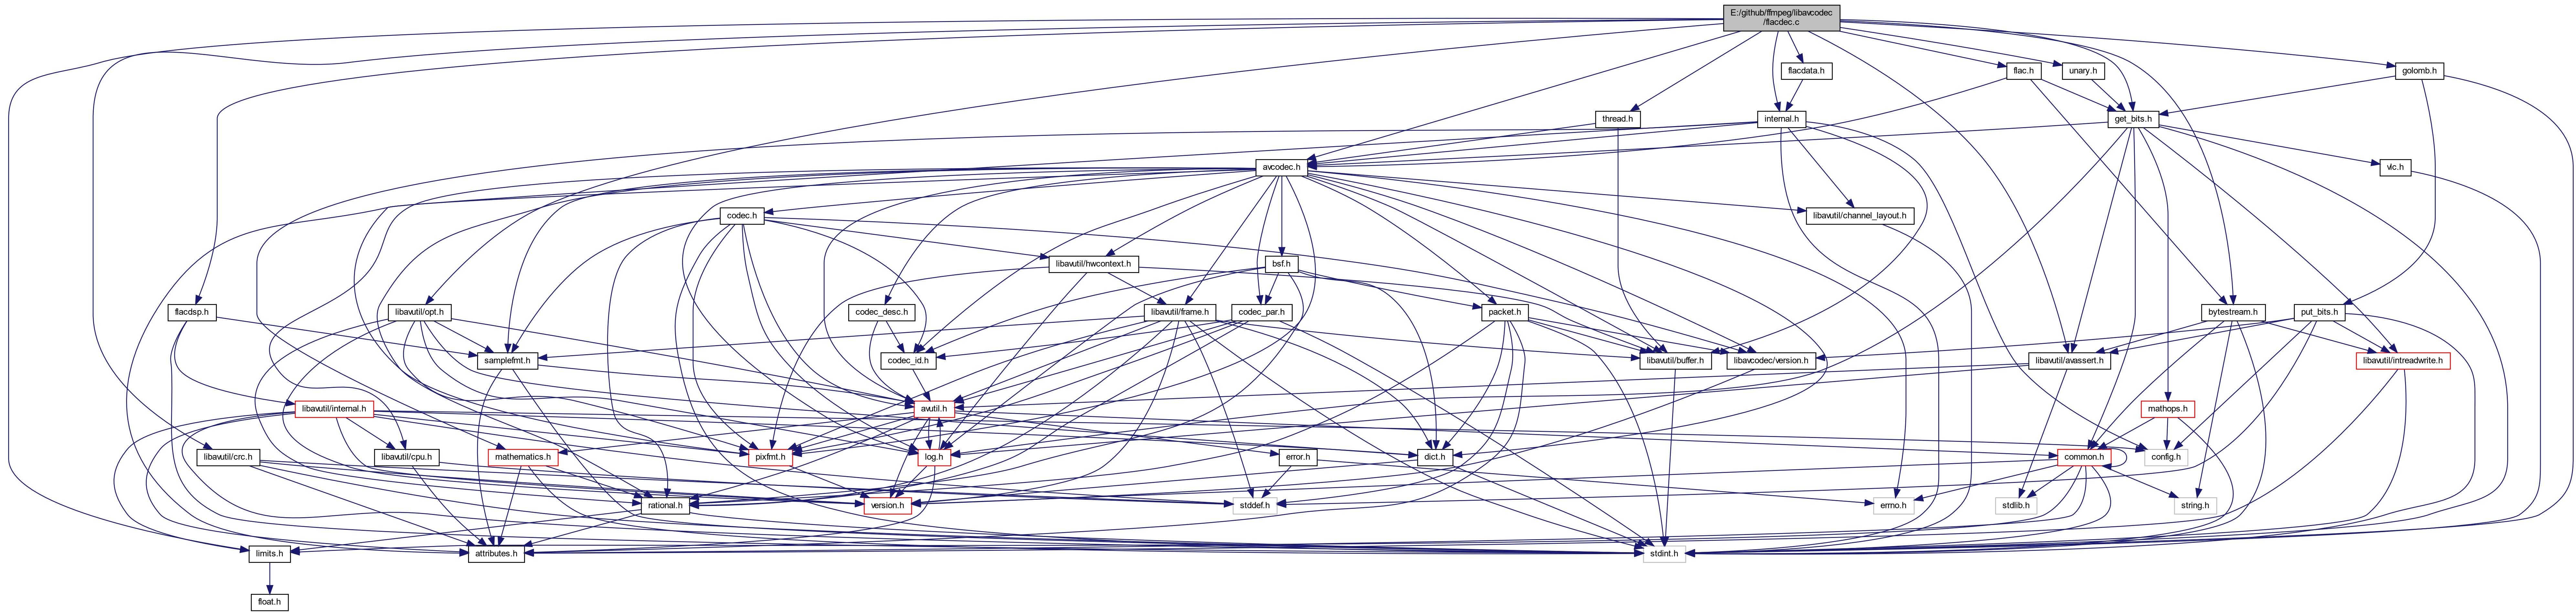 E:/github/ffmpeg/libavcodec
/flacdec.c
flacdata.h
flac.h
unary.h
golomb.h
thread.h
internal.h
get_bits.h
avcodec.h
vlc.h
codec.h
libavutil/channel_layout.h
libavutil/hwcontext.h
bsf.h
flacdsp.h
libavutil/opt.h
codec_desc.h
libavutil/frame.h
codec_par.h
packet.h
bytestream.h
put_bits.h
samplefmt.h
codec_id.h
libavutil/buffer.h
libavcodec/version.h
libavutil/avassert.h
libavutil/intreadwrite.h
libavutil/internal.h
avutil.h
mathops.h
libavutil/crc.h
libavutil/cpu.h
mathematics.h
pixfmt.h
log.h
error.h
dict.h
common.h
config.h
rational.h
version.h
stddef.h
errno.h
stdlib.h
string.h
limits.h
attributes.h
stdint.h
float.h